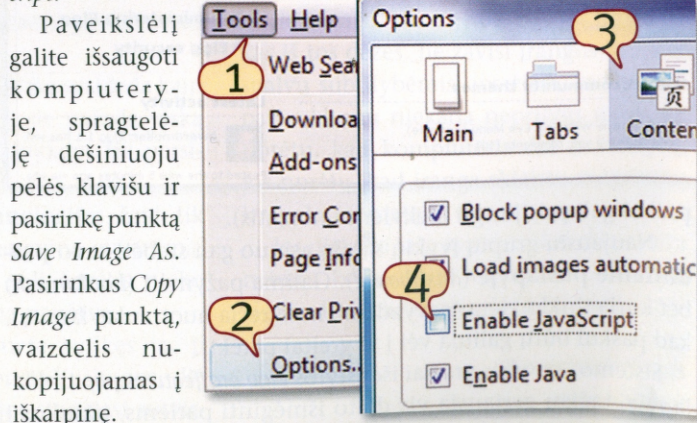 Paveikslėlį
galite išsaugoti
kompiutery-
je, spragtelė-
ję dešiniuoju
pelės klavišu ir
pasirinkę punktą
Save Image As.
Pasirinkus Copy
Image punktą,
vaizdelis nu-
kopijuojamas į
iškarpinę.
Tools Help
1
Web Sea
Downloa
Add-ons
Error Con
Page Info
Clear Priv
2
Options..
Options
3
Main Tabs Conten
页
Block popup windows
Load images automatic
4
Enable JavaScript
Enable Java